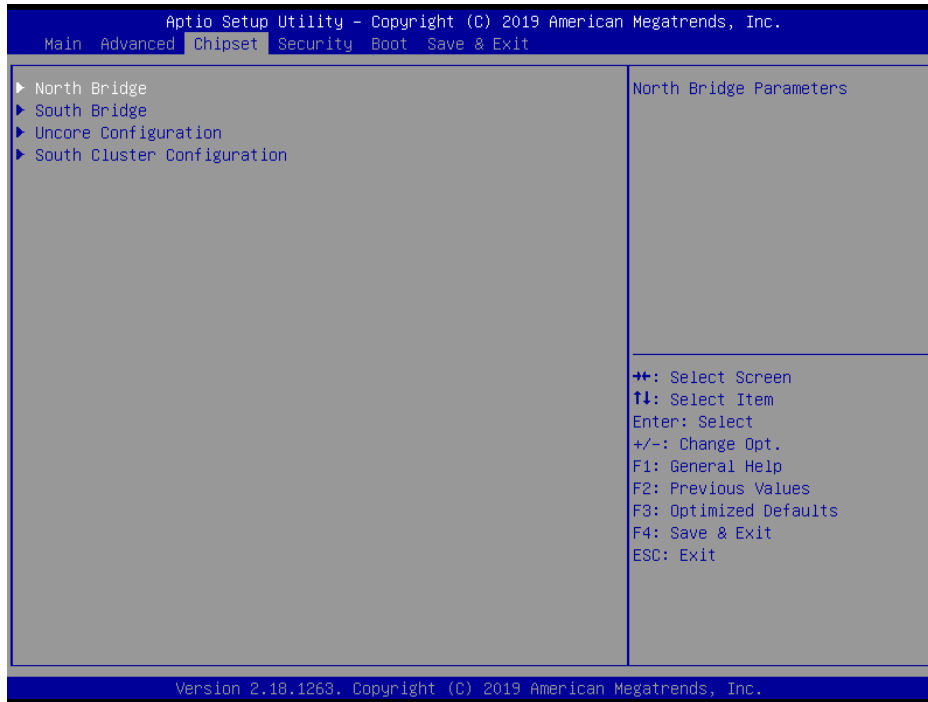 Aptio Setup Utility – Copyright (C) 2019 American Megatrends, Inc.
Main Advanced Chipset Security Boot Save & Exit
▶ North Bridge
▶ South Bridge
▶ Uncore Configuration
▶ South Cluster Configuration
North Bridge Parameters
→←: Select Screen
↑↓: Select Item
Enter: Select
+/-: Change Opt.
F1: General Help
F2: Previous Values
F3: Optimized Defaults
F4: Save & Exit
ESC: Exit
Version 2.18.1263. Copyright (C) 2019 American Megatrends, Inc.